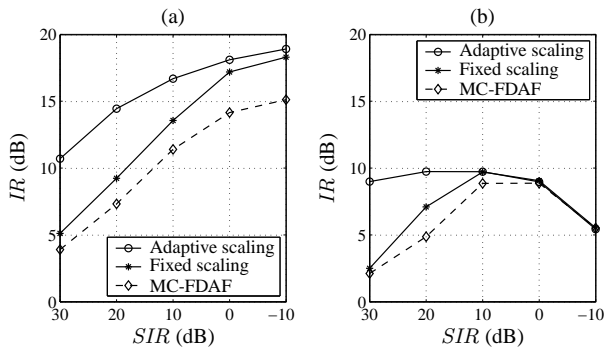 (a)
20
15
10
5
0
30
20
10
0
−10
IR (dB)
SIR (dB)
Adaptive scaling
Fixed scaling
MC-FDAF
(b)
20
15
10
5
0
30
20
10
0
−10
IR (dB)
SIR (dB)
Adaptive scaling
Fixed scaling
MC-FDAF